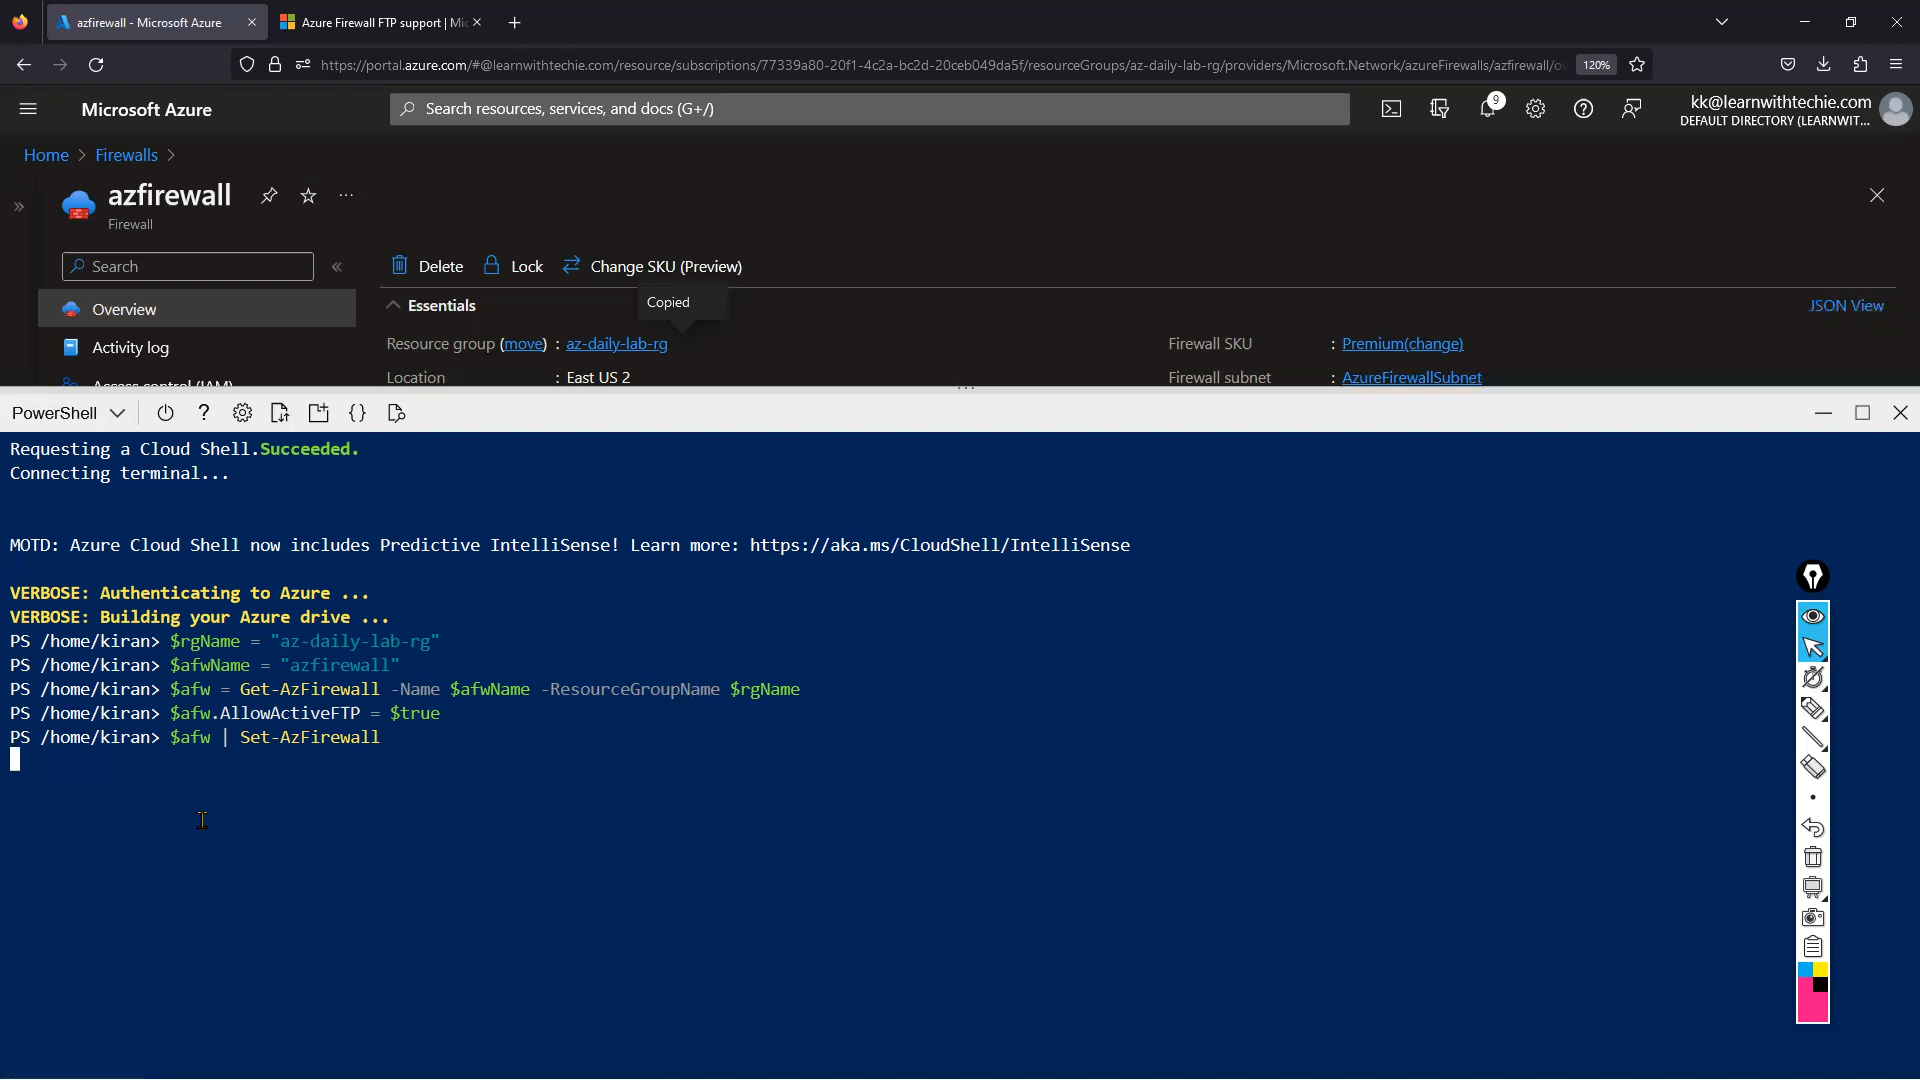 azfirewall - Microsoft Azure
Azure Firewall FTP support | Mic
https://portal.azure.com/#@learnwithtechie.com/resource/subscriptions/77339a80-20f1-4c2a-bc2d-20ceb049da5f/resourceGroups/az-daily-lab-rg/providers/Microsoft.Network/azureFirewalls/azfirewall/ov
120%
Microsoft Azure
Search resources, services, and docs (G+/)
9
kk@learnwithtechie.com
DEFAULT DIRECTORY (LEARNWIT...
Home > Firewalls >
azfirewall
Firewall
Search
Delete
Lock
Change SKU (Preview)
Copied
Overview
Activity log
Access control (IAM)
Essentials
JSON View
Resource group (move) : az-daily-lab-rg
Firewall SKU : Premium(change)
Location : East US 2
Firewall subnet : AzureFirewallSubnet
PowerShell
Requesting a Cloud Shell.Succeeded.
Connecting terminal...
MOTD: Azure Cloud Shell now includes Predictive IntelliSense! Learn more: https://aka.ms/CloudShell/IntelliSense
VERBOSE: Authenticating to Azure ...
VERBOSE: Building your Azure drive ...
PS /home/kiran> $rgName = "az-daily-lab-rg"
PS /home/kiran> $afwName = "azfirewall"
PS /home/kiran> $afw = Get-AzFirewall -Name $afwName -ResourceGroupName $rgName
PS /home/kiran> $afw.AllowActiveFTP = $true
PS /home/kiran> $afw | Set-AzFirewall